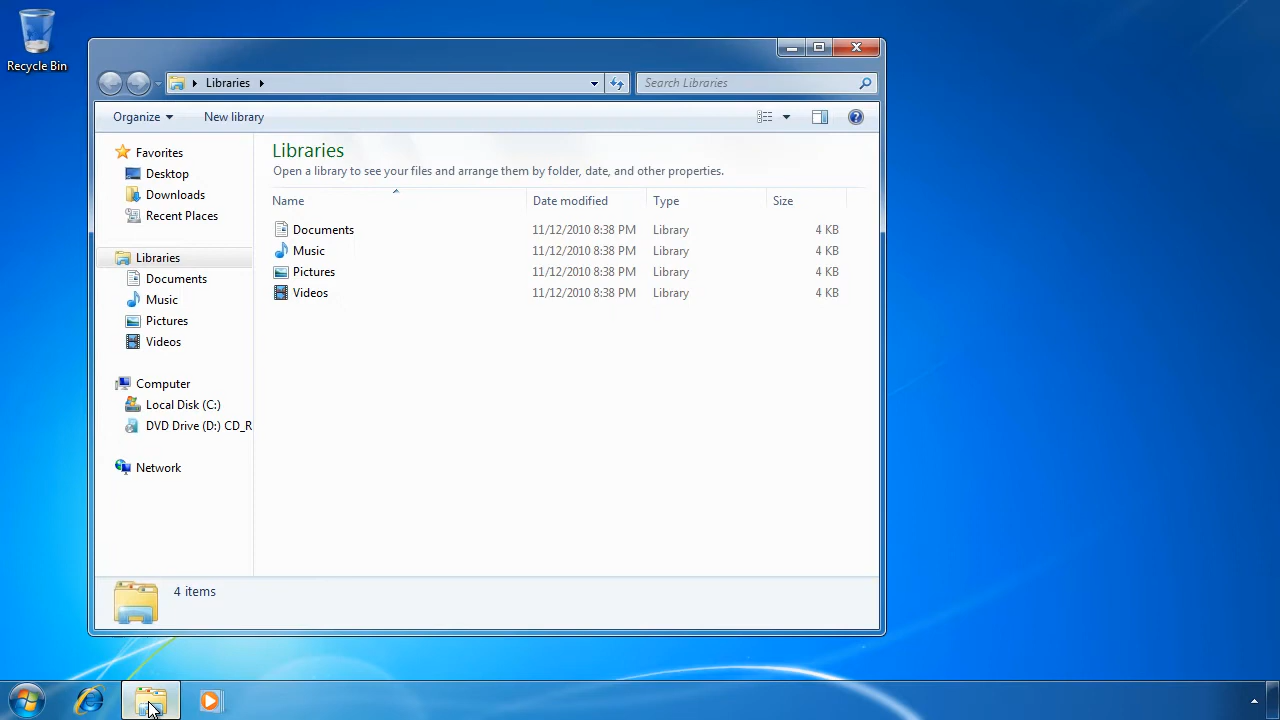 Recycle Bin
Libraries
Search Libraries
Organize
New library
Favorites
Desktop
Downloads
Recent Places
Libraries
Documents
Music
Pictures
Videos
Computer
Local Disk (C:)
DVD Drive (D:) CD_R
Network
Libraries
Open a library to see your files and arrange them by folder, date, and other properties.
Name Date modified Type Size
Documents 11/12/2010 8:38 PM Library 4 KB
Music 11/12/2010 8:38 PM Library 4 KB
Pictures 11/12/2010 8:38 PM Library 4 KB
Videos 11/12/2010 8:38 PM Library 4 KB
4 items